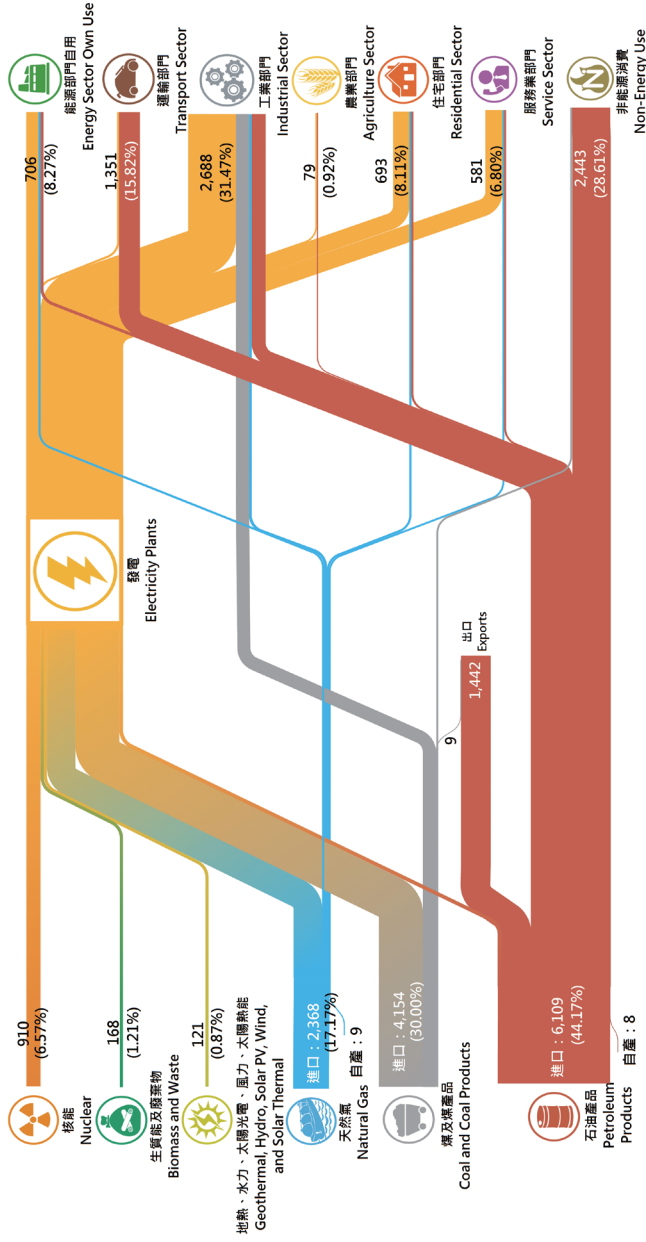 核能
Nuclear
910
(6.57%)
生質能及廢棄物
Biomass and Waste
168
(1.21%)
地熱、水力、太陽光電、風力、太陽熱能
Geothermal, Hydro, Solar PV, Wind,
and Solar Thermal
121
(0.87%)
天然氣
Natural Gas
進口：2,368
(17.17%)
自產：9
煤及煤產品
Coal and Coal Products
進口：4,154
(30.00%)
石油產品
Petroleum
Products
進口：6,109
(44.17%)
自產：8
發電
Electricity Plants
9
1,442
出口
Exports
能源部門自用
Energy Sector Own Use
706
(8.27%)
運輸部門
Transport Sector
1,351
(15.82%)
工業部門
Industrial Sector
2,688
(31.47%)
農業部門
Agriculture Sector
79
(0.92%)
住宅部門
Residential Sector
693
(8.11%)
服務業部門
Service Sector
581
(6.80%)
非能源消費
Non-Energy Use
2,443
(28.61%)